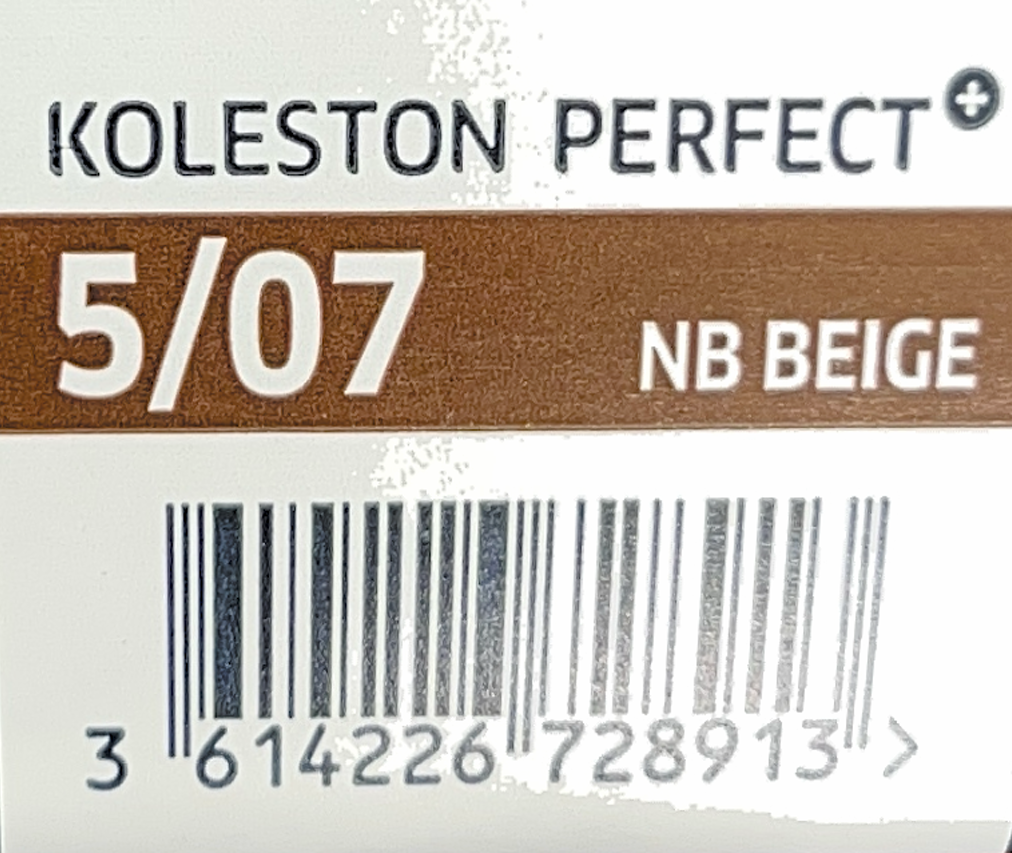 KOLESTON PERFECT+
5/07 NB BEIGE
3 614226 728913 >